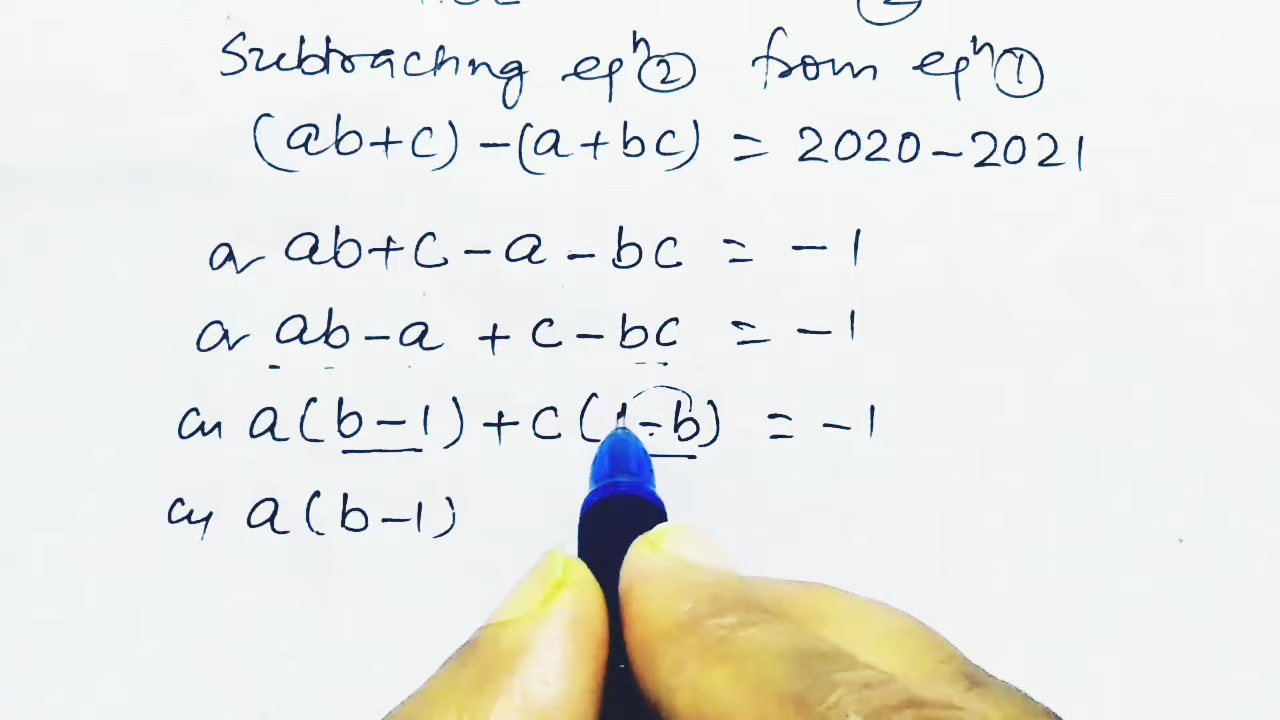 ②
Subtracting eqⁿ② from eqⁿ①
(ab+c)-(a+bc) = 2020-2021
or ab+c-a-bc = -1
or ab-a + c-bc = -1
or a(b-1)+c(1-b) = -1
or a(b-1)